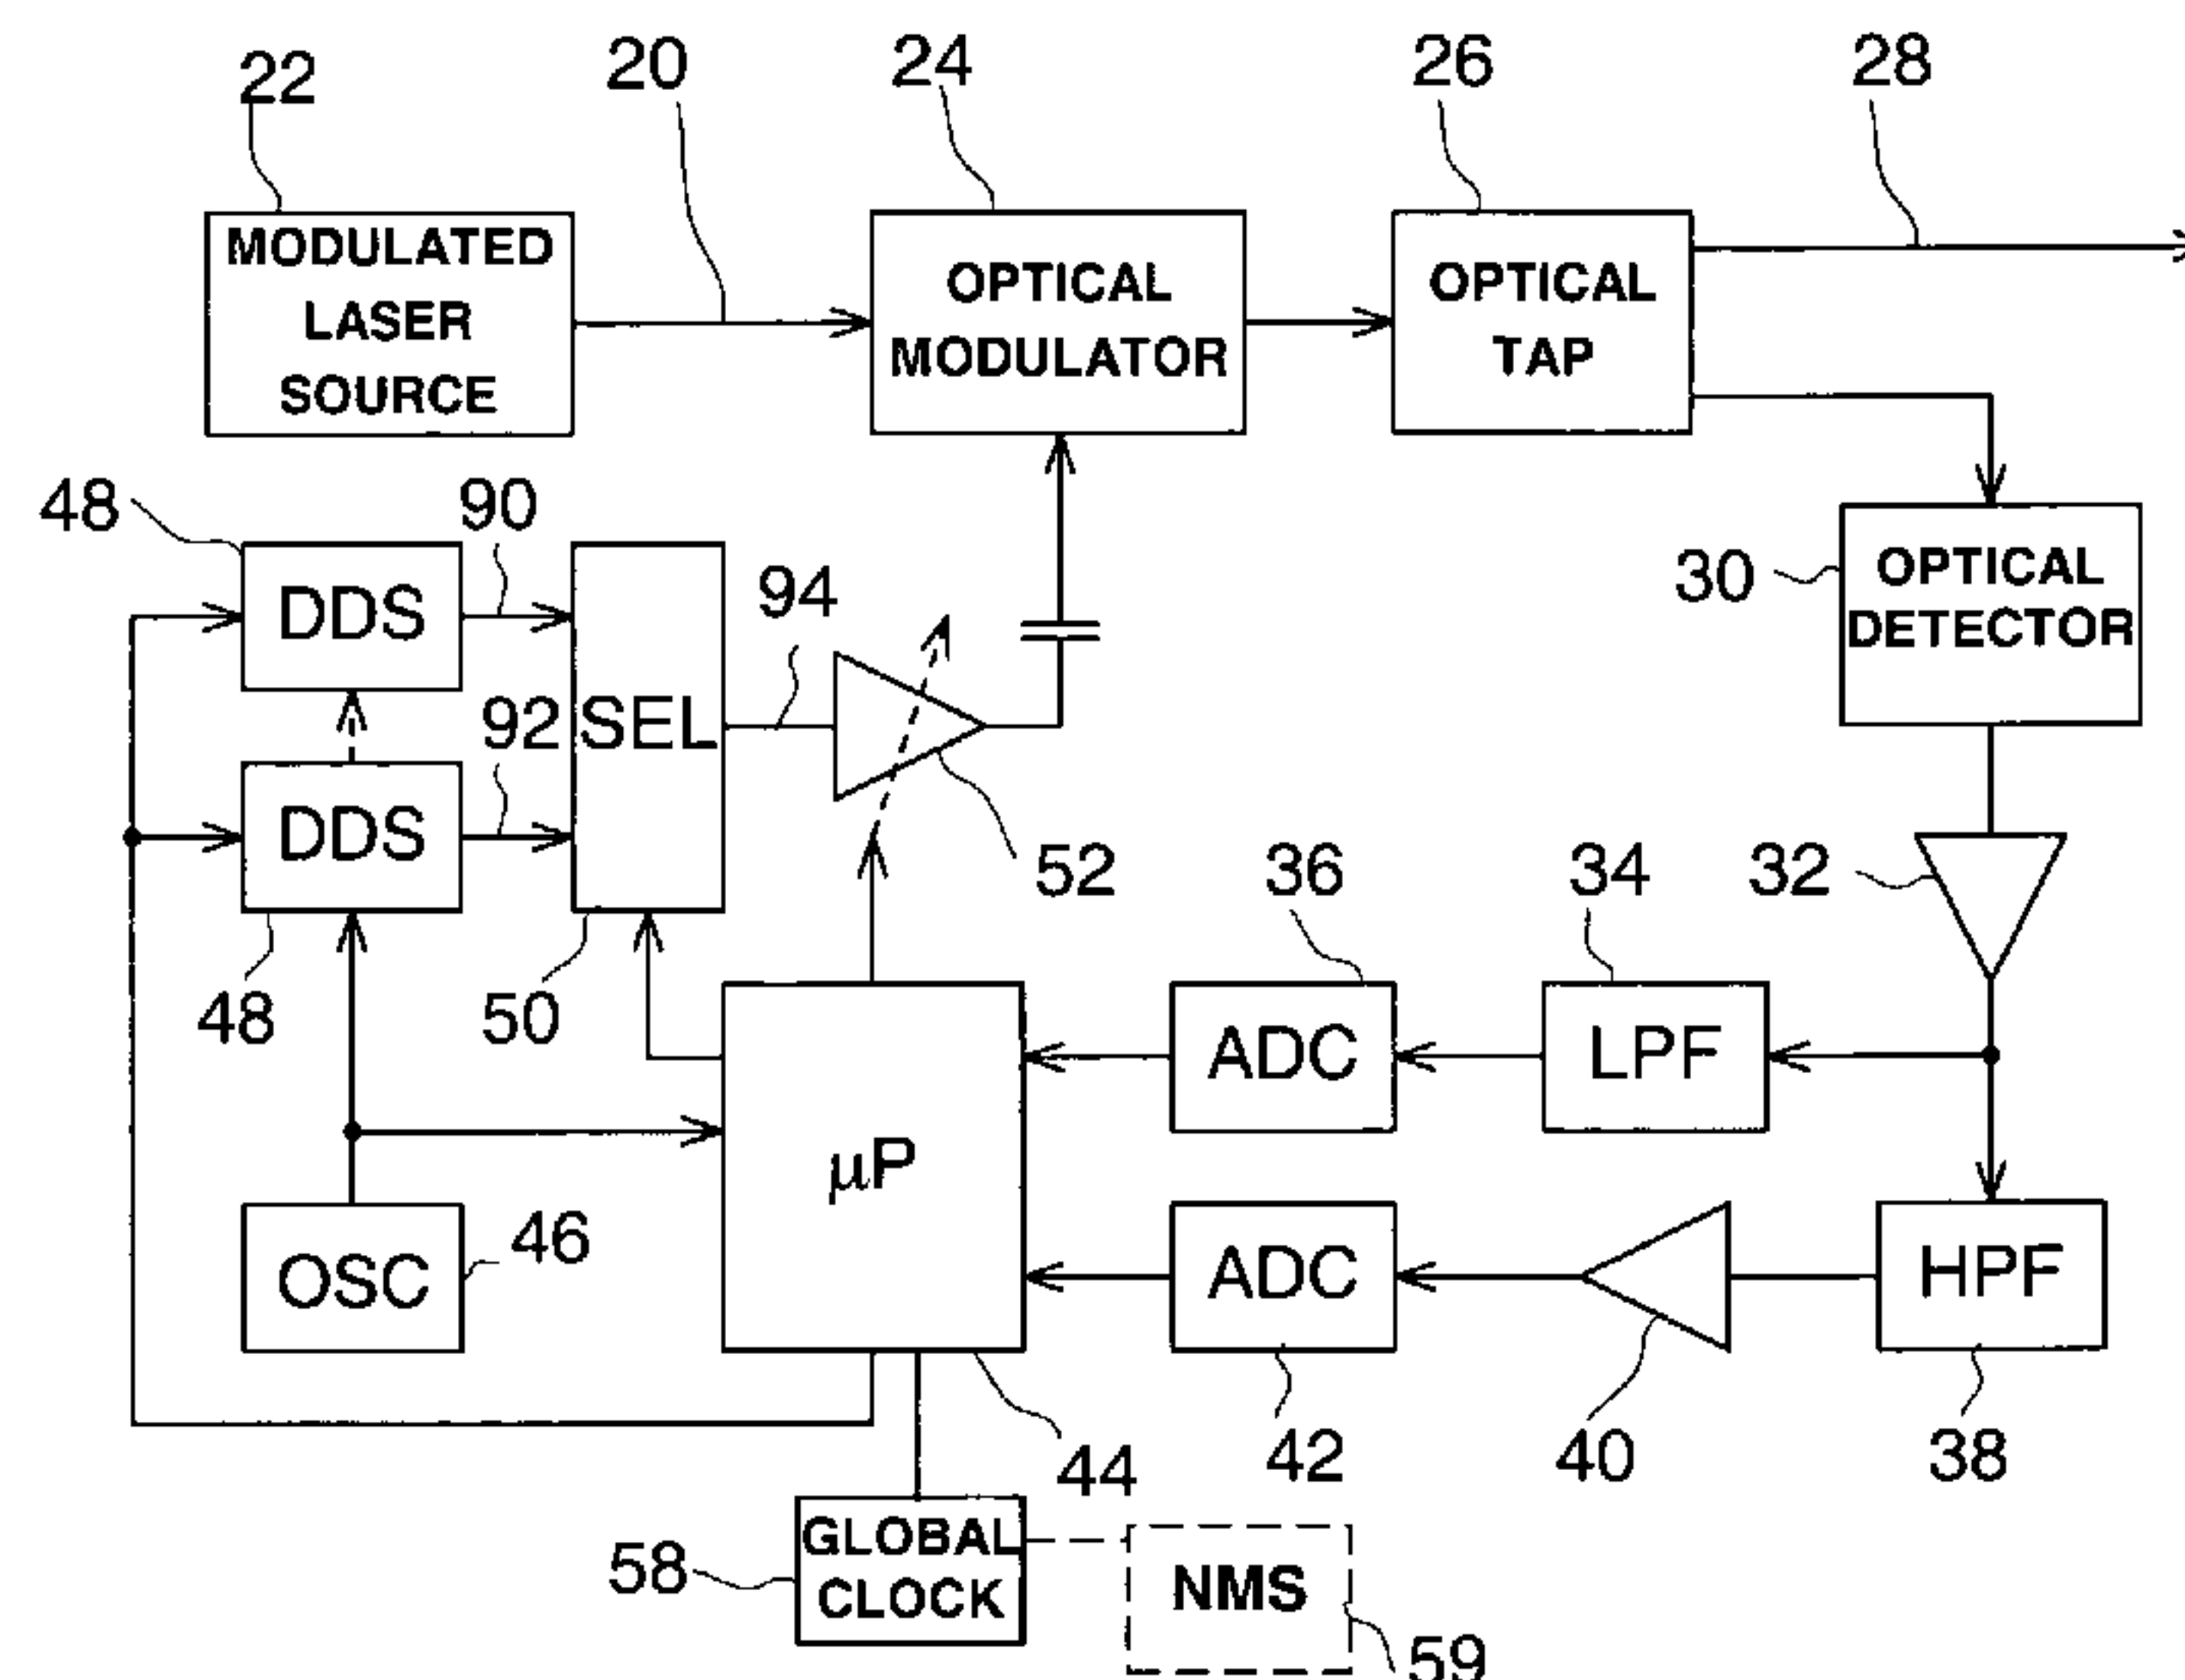 22
20
24
26
28
MODULATED
LASER
SOURCE
OPTICAL
MODULATOR
OPTICAL
TAP
48
90
DDS
94
30
OPTICAL
DETECTOR
92
SEL
DDS
52
36
34
32
48
50
ADC
LPF
µP
OSC
46
ADC
HPF
44
42
40
38
58
GLOBAL
CLOCK
NMS
59